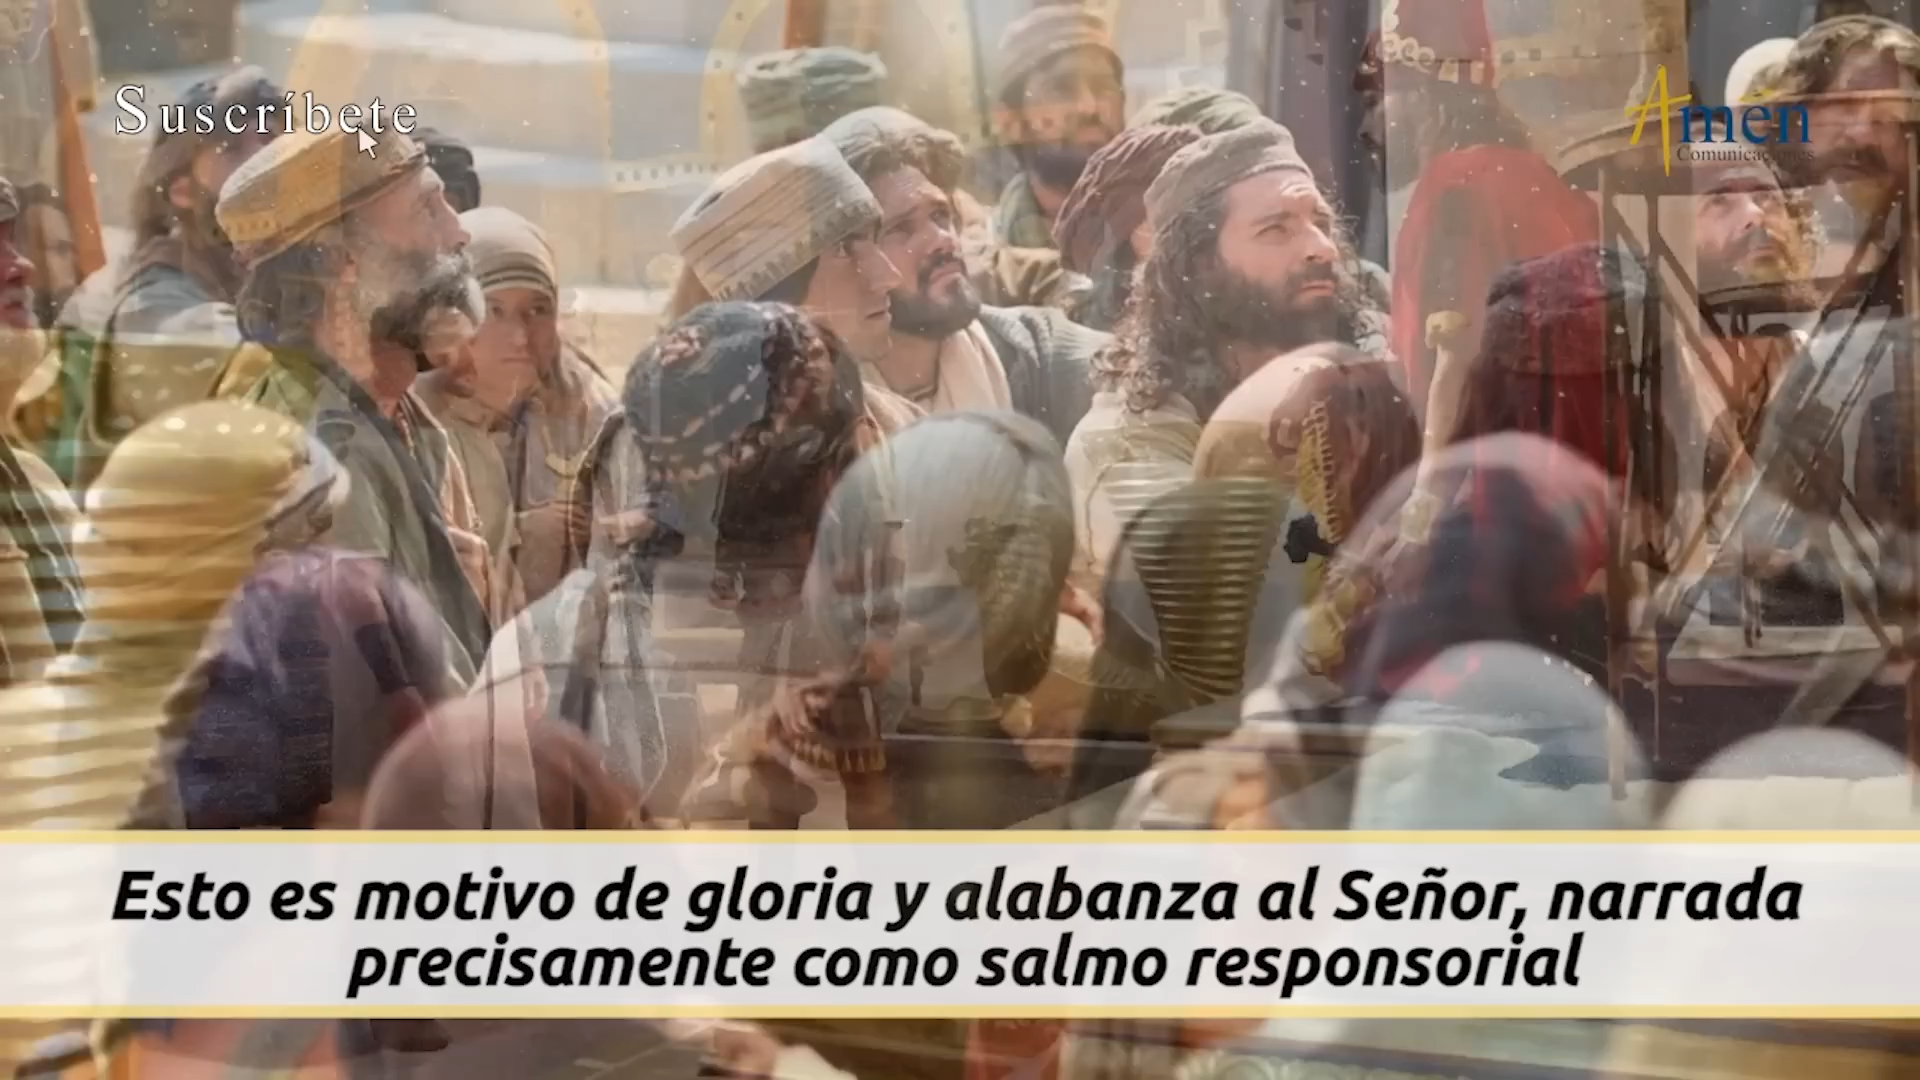 Suscríbete
Amén
Comunicaciones
Esto es motivo de gloria y alabanza al Señor, narrada
precisamente como salmo responsorial